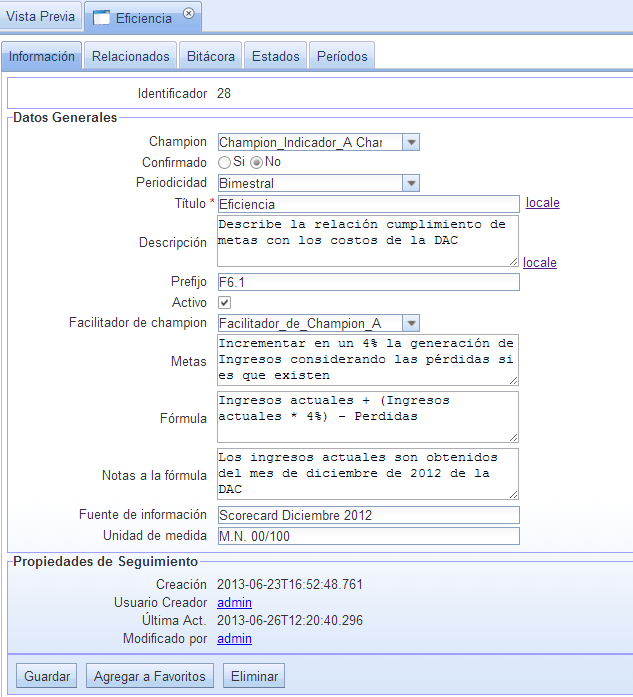 Vista Previa Eficiencia
Información Relacionados Bitácora Estados Períodos
Identificador 28
Datos Generales
Champion Champion_Indicador_A Char
Confirmado Si No
Periodicidad Bimestral
Título * Eficiencia locale
Descripción Describe la relación cumplimiento de
metas con los costos de la DAC
locale
Prefijo F6.1
Activo
Facilitador de champion Facilitador_de_Champion_A
Metas Incrementar en un 4% la generación de
Ingresos considerando las pérdidas si
es que existen
Fórmula Ingresos actuales + (Ingresos
actuales * 4%) - Perdidas
Notas a la fórmula Los ingresos actuales son obtenidos
del mes de diciembre de 2012 de la
DAC
Fuente de información Scorecard Diciembre 2012
Unidad de medida M.N. 00/100
Propiedades de Seguimiento
Creación 2013-06-23T16:52:48.761
Usuario Creador admin
Última Act. 2013-06-26T12:20:40.296
Modificado por admin
Guardar Agregar a Favoritos Eliminar